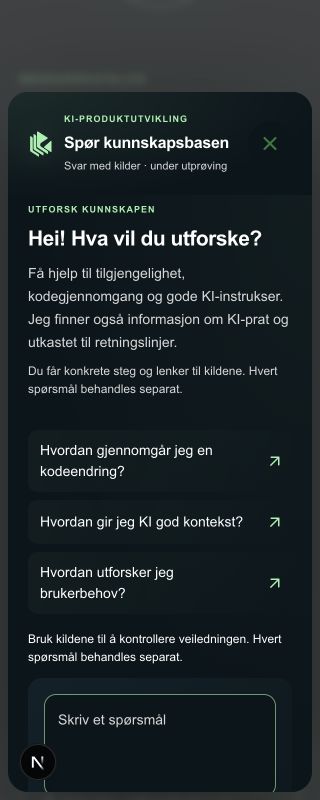 KI-PRODUKTUTVIKLING
Spør kunnskapsbasen
Svar med kilder · under utprøving
UTFORSK KUNNSKAPEN
Hei! Hva vil du utforske?
Få hjelp til tilgjengelighet,
kodegjennomgang og gode KI-instrukser.
Jeg finner også informasjon om KI-prat og
utkastet til retningslinjer.
Du får konkrete steg og lenker til kildene. Hvert
spørsmål behandles separat.
Hvordan gjennomgår jeg en
kodeendring?
Hvordan gir jeg KI god kontekst?
Hvordan utforsker jeg
brukerbehov?
Bruk kildene til å kontrollere veiledningen. Hvert
spørsmål behandles separat.
Skriv et spørsmål
N